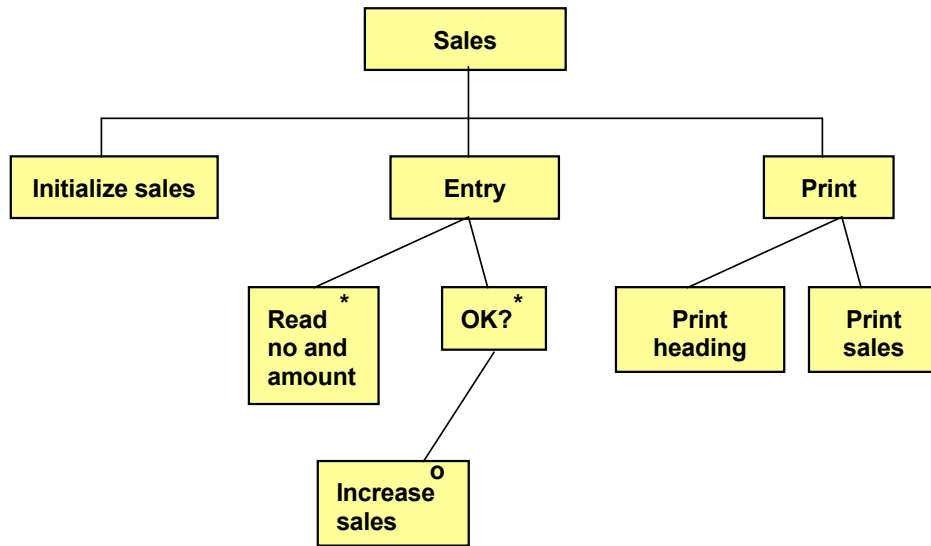 Sales
Initialize sales
Entry
Print
*
Read
no and
amount
*
OK?
Print
heading
Print
sales
o
Increase
sales